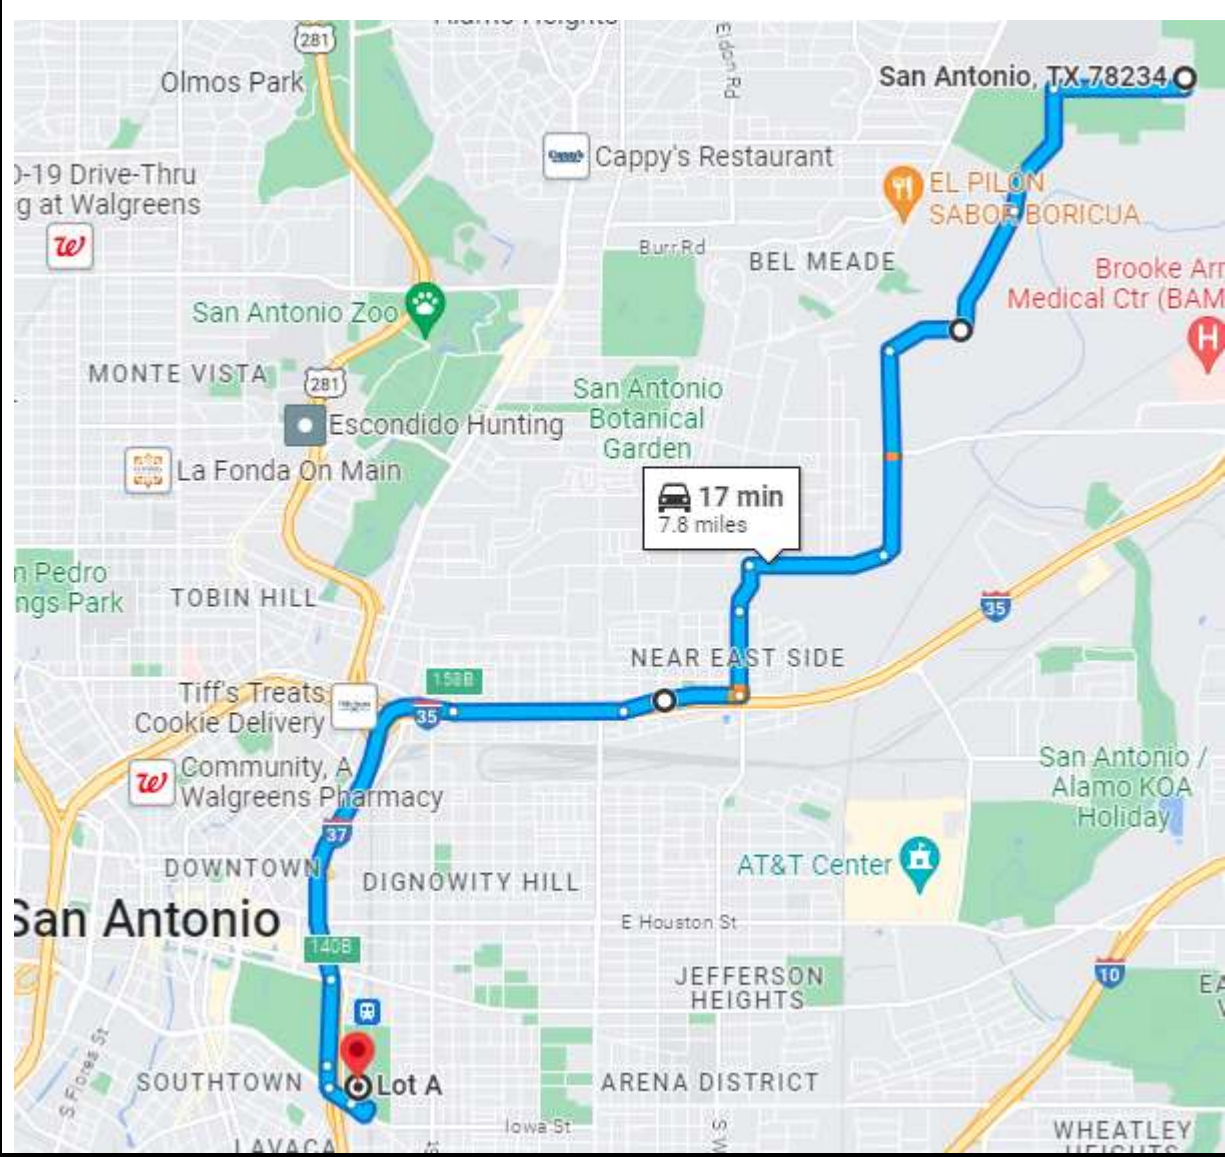 281
Olmos Park
San Antonio, TX 78234
Eldon Rd
Cappy's Restaurant
-19 Drive-Thru
g at Walgreens
EL PILÓN
SABOR BORICUA
Burr Rd
BEL MEADE
Brooke Arr
Medical Ctr (BAM
San Antonio Zoo
MONTE VISTA
281
San Antonio
Botanical
Garden
Escondido Hunting
La Fonda On Main
17 min
7.8 miles
n Pedro
ngs Park
TOBIN HILL
35
NEAR EAST SIDE
158B
Tiff's Treats
Cookie Delivery
35
Community, A
Walgreens Pharmacy
San Antonio /
Alamo KOA
Holiday
37
DOWNTOWN
DIGNOWITY HILL
AT&T Center
San Antonio
E Houston St
140B
JEFFERSON
HEIGHTS
10
EA
S Flores St
SOUTHTOWN
Lot A
ARENA DISTRICT
Iowa St
S W
LAVACA
WHEATLEY
HEIGHTS